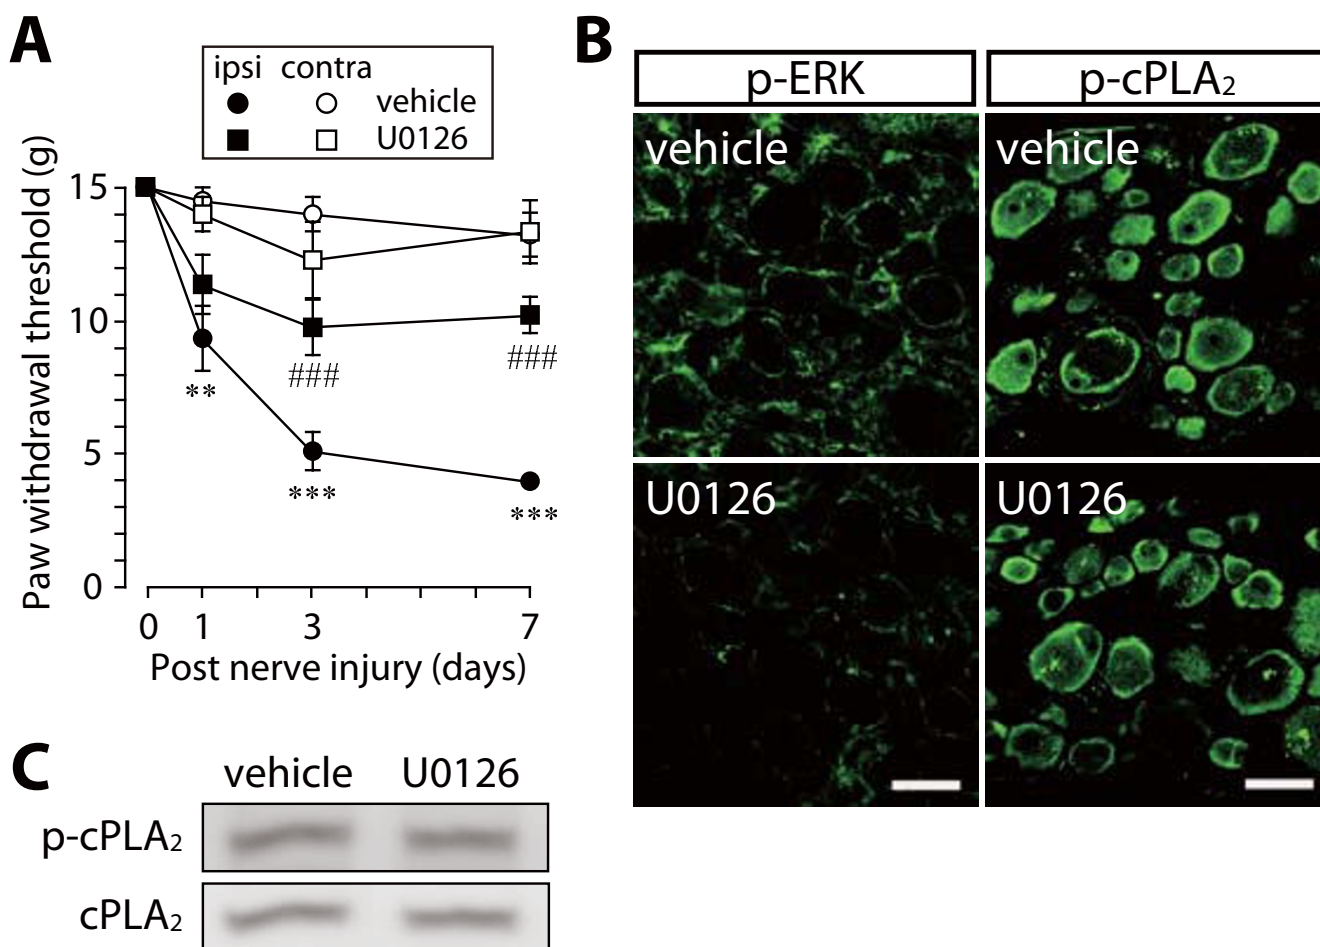 A
ipsi contra
vehicle
U0126
Paw withdrawal threshold (g)
15
10
5
0
**
***
***
###
###
0 1 3 7
Post nerve injury (days)
B
p-ERK p-cPLA2
vehicle vehicle
U0126 U0126
C
vehicle U0126
p-cPLA2
cPLA2